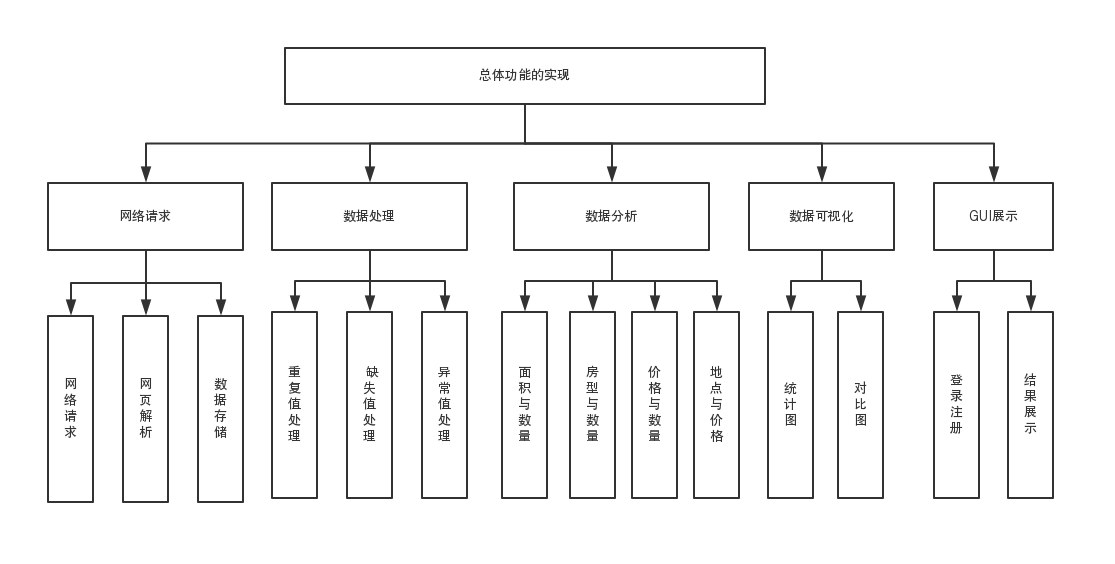 总体功能的实现
网络请求
数据处理
数据分析
数据可视化
GUI展示
网络请求
网页解析
数据存储
重复值处理
缺失值处理
异常值处理
面积与数量
房型与数量
价格与数量
地点与价格
统计图
对比图
登录注册
结果展示